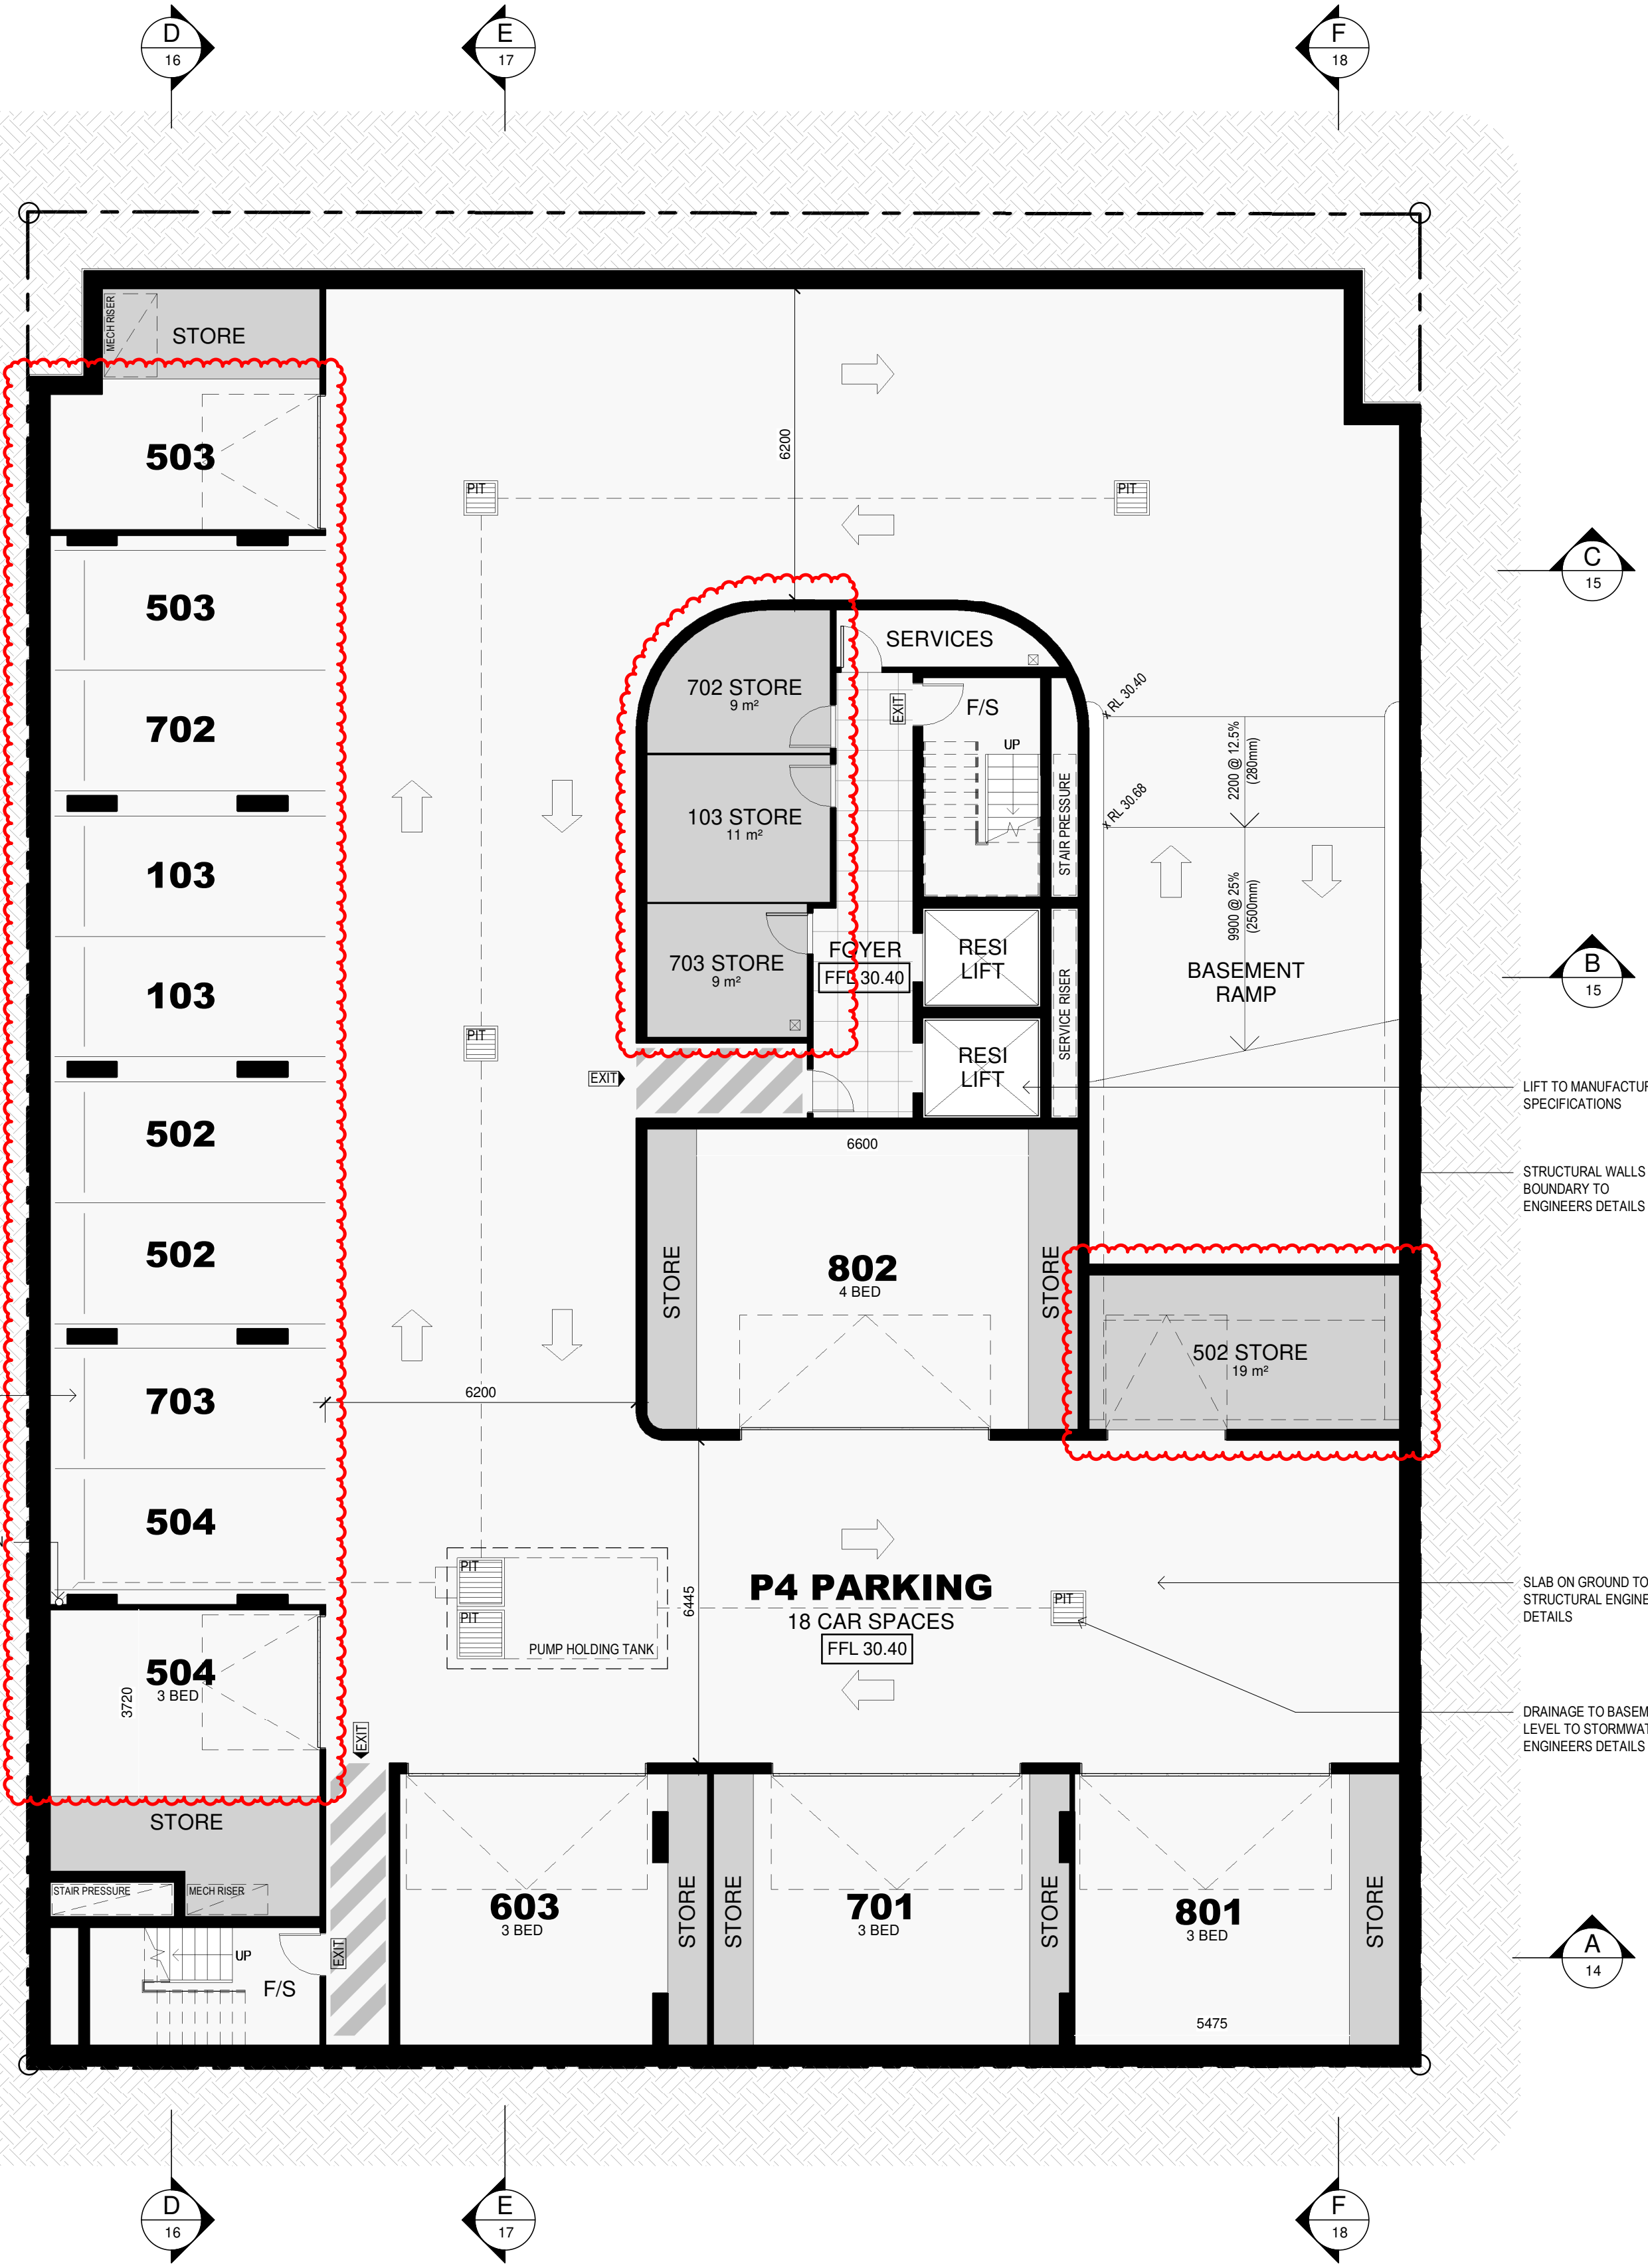 D
16
E
17
F
18
MECH RISER
STORE
503
6200
PIT
PIT
C
15
503
SERVICES
702 STORE
9 m²
EXIT
F/S
x RL 30.40
702
UP
2200 @ 12.5%
(280mm)
x RL 30.68
103 STORE
11 m²
STAIR PRESSURE
103
9900 @ 25%
(2500mm)
FOYER
FFL 30.40
RESI
LIFT
703 STORE
9 m²
BASEMENT
RAMP
B
15
103
SERVICE RISER
PIT
RESI
LIFT
EXIT
LIFT TO MANUFACTUR
SPECIFICATIONS
502
6600
STRUCTURAL WALLS
BOUNDARY TO
ENGINEERS DETAILS
502
STORE
802
4 BED
STORE
502 STORE
19 m²
703
6200
504
PIT
PIT
PUMP HOLDING TANK
6445
P4 PARKING
18 CAR SPACES
FFL 30.40
PIT
SLAB ON GROUND TO
STRUCTURAL ENGINE
DETAILS
504
3 BED
3720
EXIT
DRAINAGE TO BASEM
LEVEL TO STORMWAT
ENGINEERS DETAILS
STORE
STAIR PRESSURE
MECH RISER
603
3 BED
STORE
STORE
701
3 BED
STORE
801
3 BED
STORE
UP
EXIT
F/S
A
14
5475
D
16
E
17
F
18